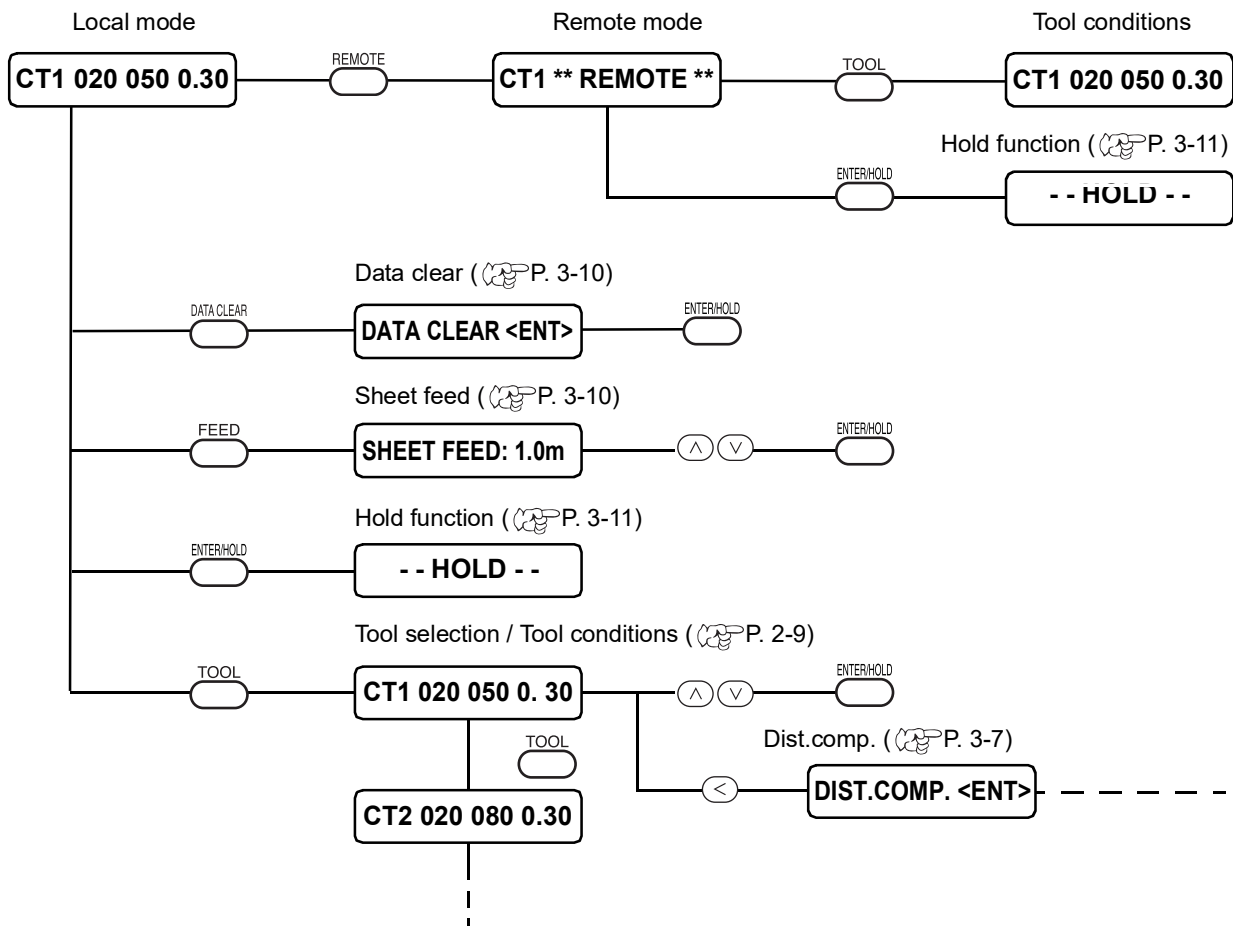 Local mode
Remote mode
Tool conditions
CT1 020 050 0.30
REMOTE
CT1 ** REMOTE **
TOOL
CT1 020 050 0.30
Hold function ( P. 3-11)
ENTER/HOLD
- - HOLD - -
Data clear ( P. 3-10)
DATA CLEAR
DATA CLEAR <ENT>
ENTER/HOLD
Sheet feed ( P. 3-10)
FEED
SHEET FEED: 1.0m
ENTER/HOLD
Hold function ( P. 3-11)
ENTER/HOLD
- - HOLD - -
Tool selection / Tool conditions ( P. 2-9)
TOOL
CT1 020 050 0. 30
ENTER/HOLD
TOOL
Dist.comp. ( P. 3-7)
DIST.COMP. <ENT>
CT2 020 080 0.30